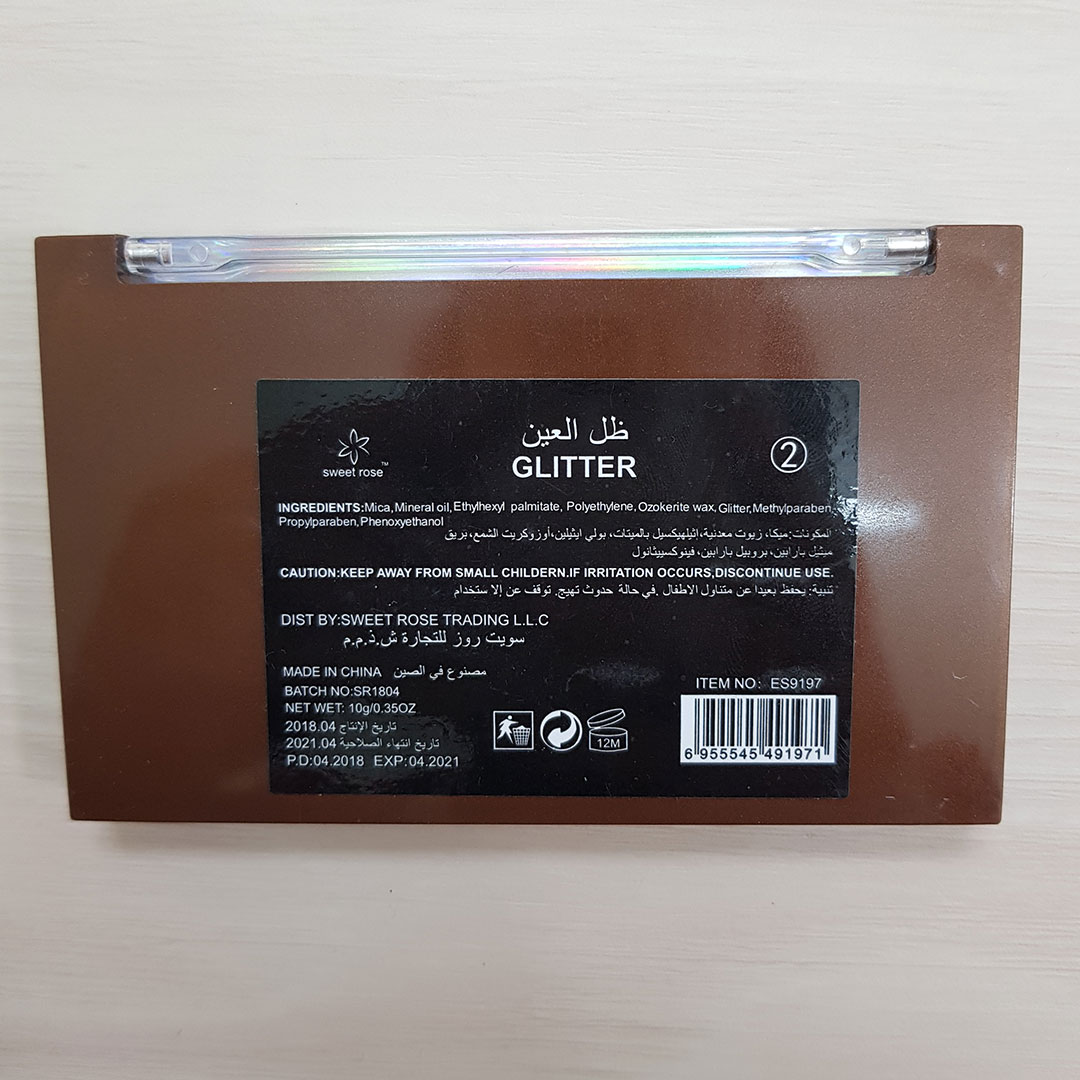 sweet rose™
ظل العين
GLITTER
2
INGREDIENTS:Mica,Mineral oil,Ethylhexyl palmitate, Polyethylene,Ozokerite wax,Glitter,Methylparaben,
Propylparaben,Phenoxyethanol
المكونات:ميكا، زيوت معدنية،إثيلهيكسيل بالميتات، بولي ايثيلين،أوزوكريت الشمع،بريق
ميثيل بارابين، بروبيل بارابين، فينوكسييثانول
CAUTION:KEEP AWAY FROM SMALL CHILDERN.IF IRRITATION OCCURS,DISCONTINUE USE.
تنبية: يحفظ بعيدا عن متناول الاطفال .في حالة حدوث تهيج. توقف عن إلا ستخدام
DIST BY:SWEET ROSE TRADING L.L.C
سويت روز للتجارة ش.ذ.م.م
MADE IN CHINA مصنوع في الصين
BATCH NO:SR1804
NET WET: 10g/0.35OZ
2018.04 تاريخ الإنتاج
2021.04 تاريخ انتهاء الصلاحية
P.D:04.2018 EXP:04.2021
12M
ITEM NO: ES9197
6 955545 491971